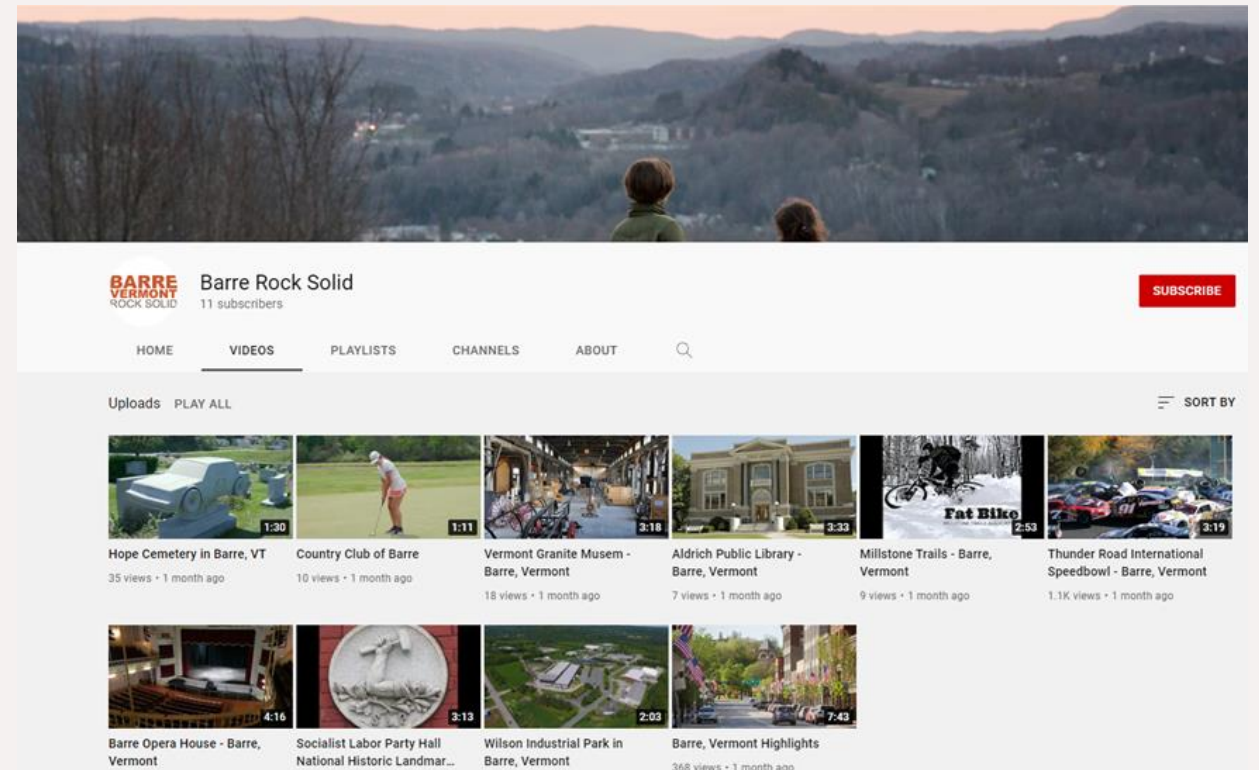 BARRE
VERMONT
ROCK SOLID
Barre Rock Solid
11 subscribers
SUBSCRIBE
HOME VIDEOS PLAYLISTS CHANNELS ABOUT
Uploads PLAY ALL
SORT BY
1:30
1:11
3:18
3:33
Fat Bike
2:53
91
3:19
Hope Cemetery in Barre, VT
35 views • 1 month ago
Country Club of Barre
10 views • 1 month ago
Vermont Granite Musem -
Barre, Vermont
18 views • 1 month ago
Aldrich Public Library -
Barre, Vermont
7 views • 1 month ago
Millstone Trails - Barre,
Vermont
9 views • 1 month ago
Thunder Road International
Speedbowl - Barre, Vermont
1.1K views • 1 month ago
4:16
3:13
2:03
7:43
Barre Opera House - Barre,
Vermont
Socialist Labor Party Hall
National Historic Landmar...
Wilson Industrial Park in
Barre, Vermont
Barre, Vermont Highlights
368 views • 1 month ago